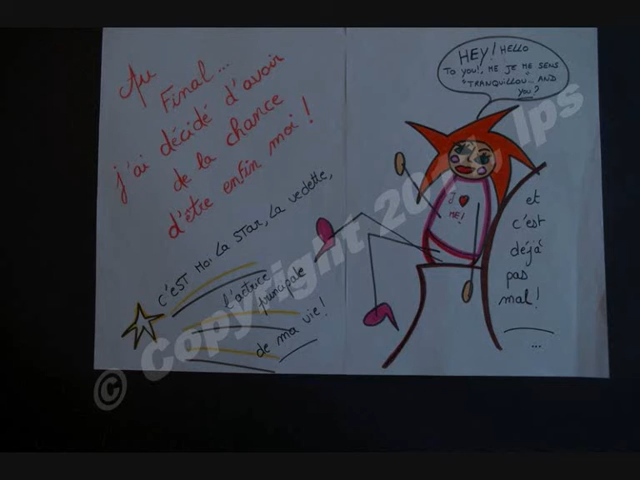 Au
Final...
j'ai décidé d'avoir
de la chance
d'être enfin moi !
C'EST MOI LA STAR, LA vedette,
l'actrice
principale
de ma vie !
HEY! HELLO
TO YOU!, ME JE ME SENS
"TRANQUILLOU".. AND
YOU?
J ♥
ME!
et
c'est
déjà
pas
mal !
...
© Copyright
lps